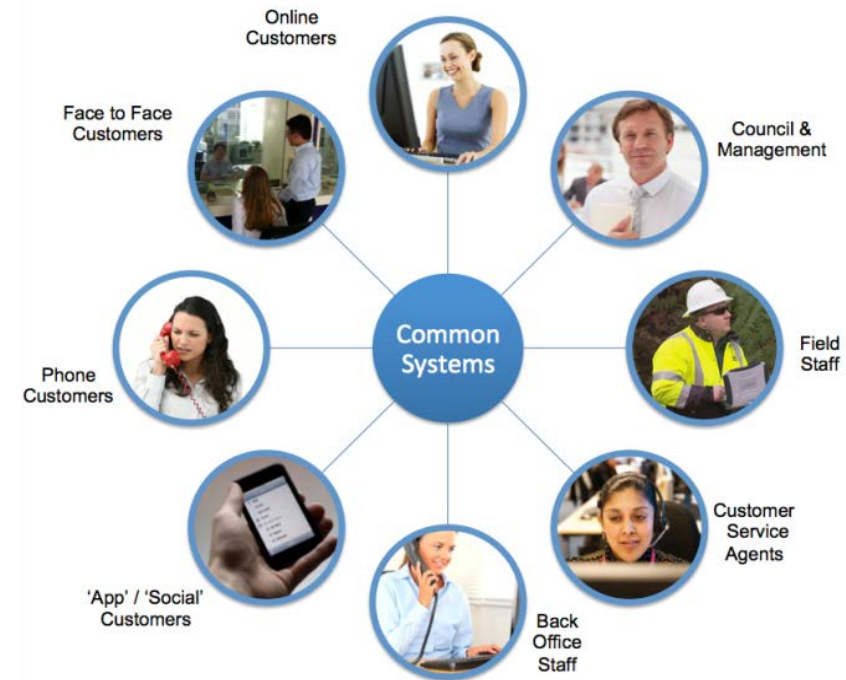 Online
Customers
Face to Face
Customers
Council &
Management
Common
Systems
Field
Staff
Phone
Customers
Customer
Service
Agents
'App' / 'Social'
Customers
Back
Office
Staff